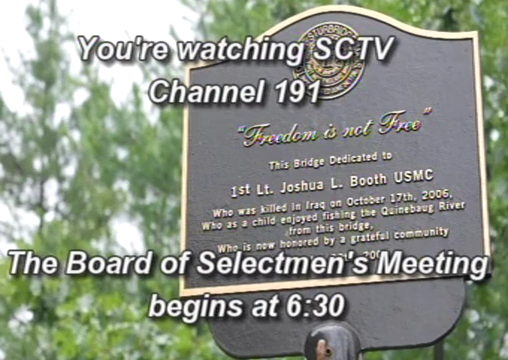 You're watching SCTV
Channel 191
STURBRIDGE
"Freedom is not Free"
This Bridge Dedicated to
1st Lt. Joshua L. Booth USMC
Who was killed in Iraq on October 17th, 2006,
Who as a child enjoyed fishing the Quinebaug River
from this bridge,
Who is now honored by a grateful community
The Board of Selectmen's Meeting
begins at 6:30